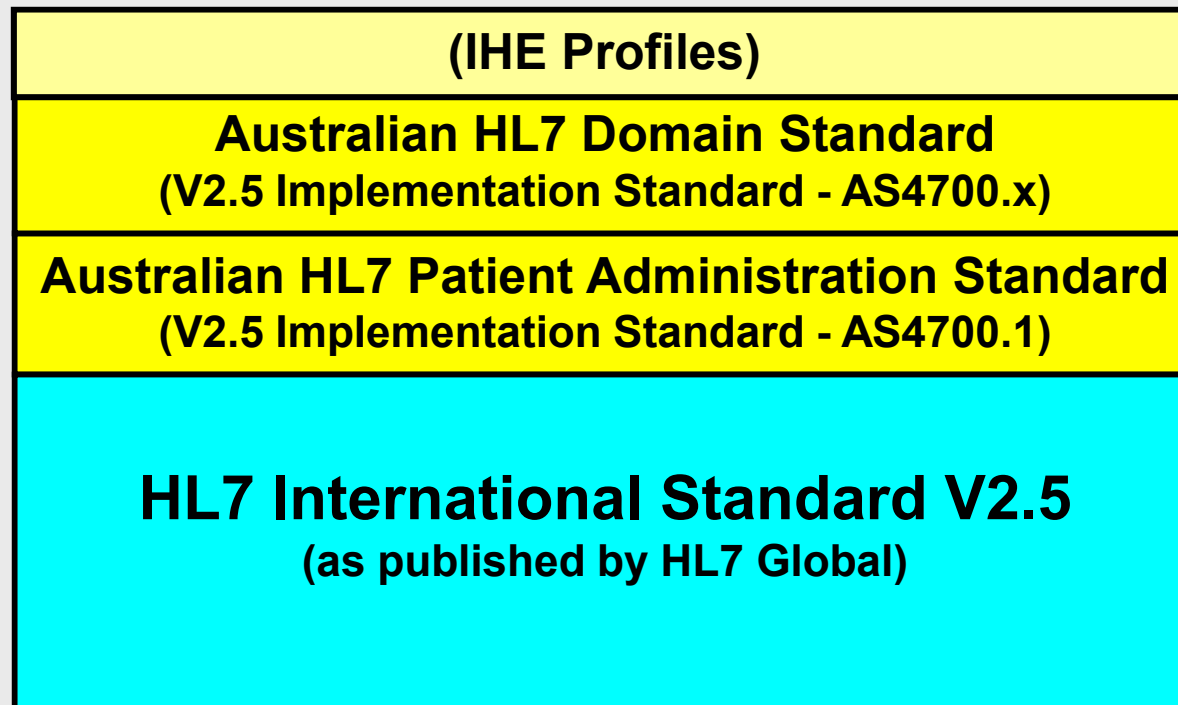 (IHE Profiles)
Australian HL7 Domain Standard
(V2.5 Implementation Standard - AS4700.x)
Australian HL7 Patient Administration Standard
(V2.5 Implementation Standard - AS4700.1)
HL7 International Standard V2.5
(as published by HL7 Global)